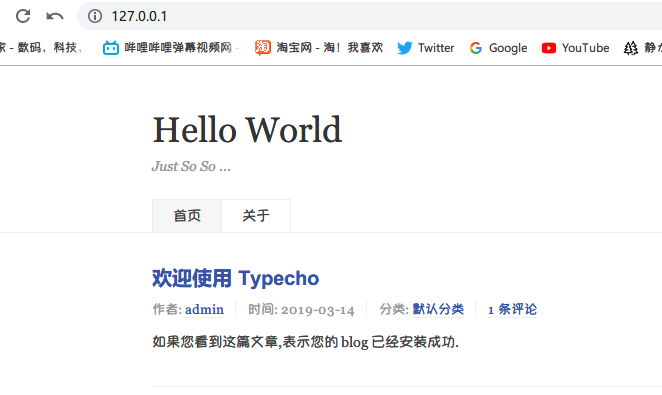 127.0.0.1
家 - 数码，科技，
哔哩哔哩弹幕视频网 -
淘宝网 - 淘！我喜欢
Twitter
Google
YouTube
Hello World
Just So So ...
首页 关于
欢迎使用 Typecho
作者: admin 时间: 2019-03-14 分类: 默认分类 1 条评论
如果您看到这篇文章,表示您的 blog 已经安装成功.